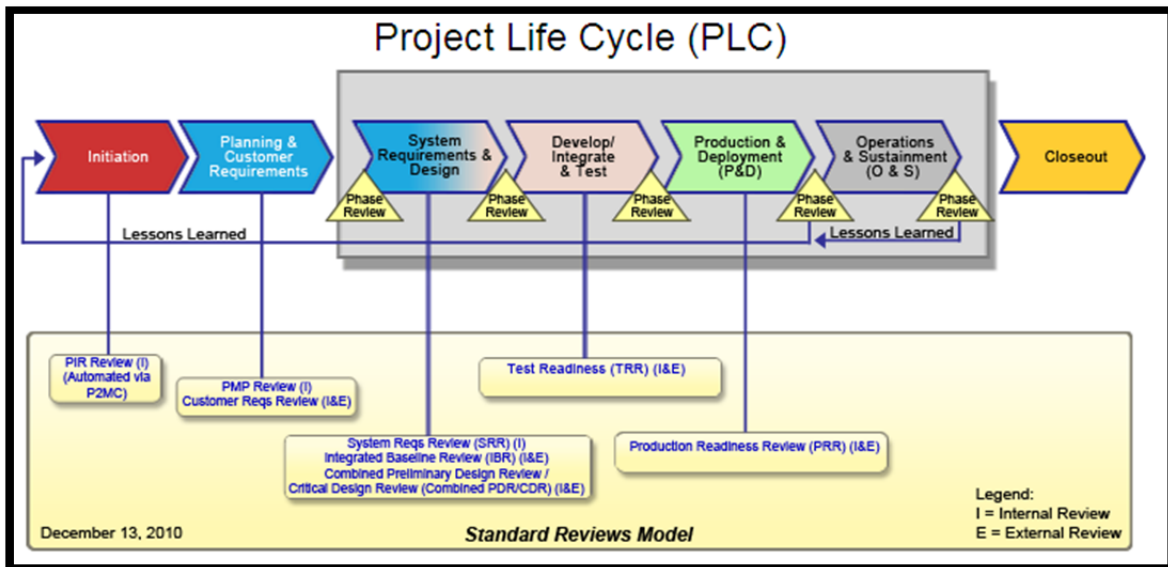 Project Life Cycle (PLC)
Initiation
Planning &
Customer
Requirements
System
Requirements &
Design
Develop/
Integrate
& Test
Production &
Deployment
(P&D)
Operations
& Sustainment
(O & S)
Closeout
Phase
Review
Phase
Review
Phase
Review
Phase
Review
Phase
Review
Lessons Learned
Lessons Learned
PIR Review (I)
(Automated via
P2MC)
PMP Review (I)
Customer Reqs Review (I&E)
System Reqs Review (SRR) (I)
Integrated Baseline Review (IBR) (I&E)
Combined Preliminary Design Review /
Critical Design Review (Combined PDR/CDR) (I&E)
Test Readiness (TRR) (I&E)
Production Readiness Review (PRR) (I&E)
December 13, 2010
Standard Reviews Model
Legend:
I = Internal Review
E = External Review